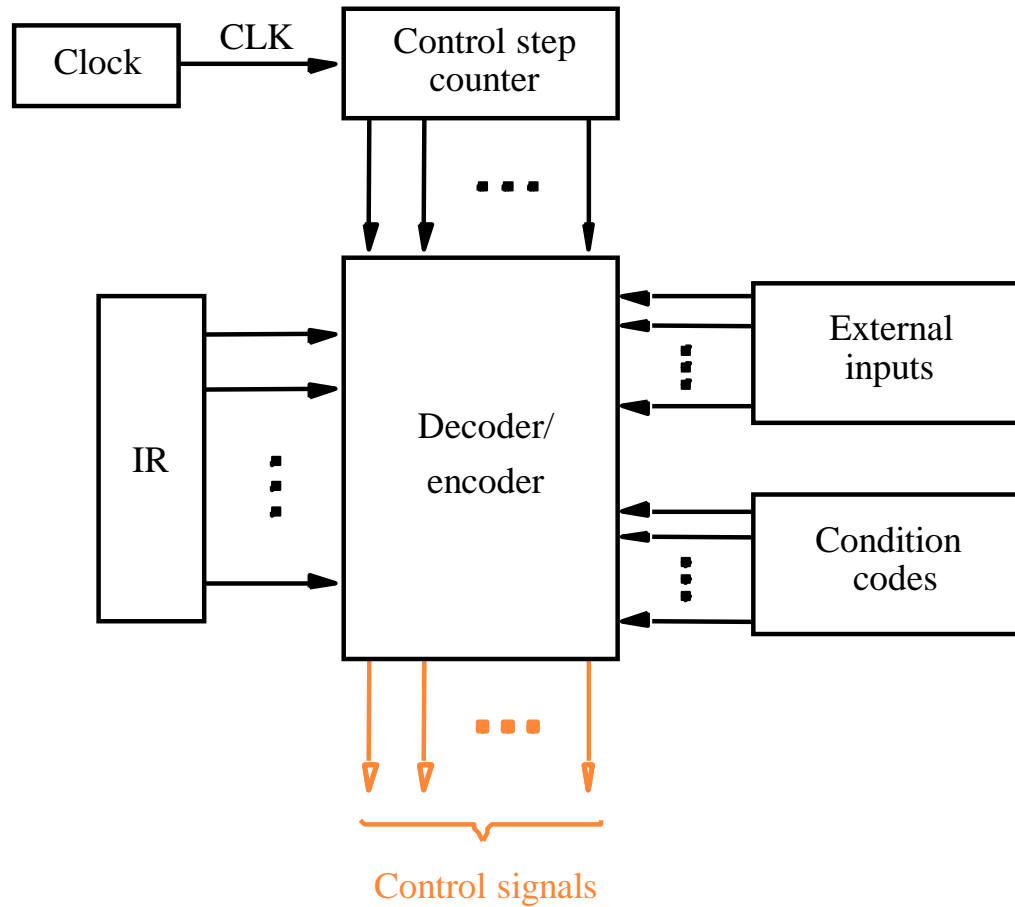 CLK
Clock
Control step
counter
External
inputs
IR
Decoder/
encoder
Condition
codes
Control signals